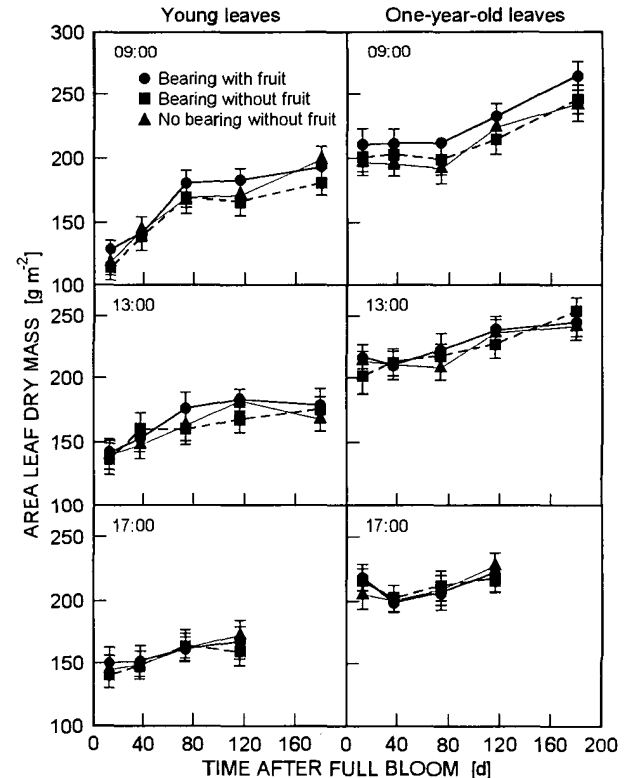 Young leaves One-year-old leaves
300
250
200
150
100
09:00
Bearing with fruit
Bearing without fruit
No bearing without fruit
09:00
250
200
150
100
13:00
13:00
250
200
150
100
17:00
17:00
AREA LEAF DRY MASS [g m-2]
0 40 80 120 160 0 40 80 120 160 200
TIME AFTER FULL BLOOM [d]